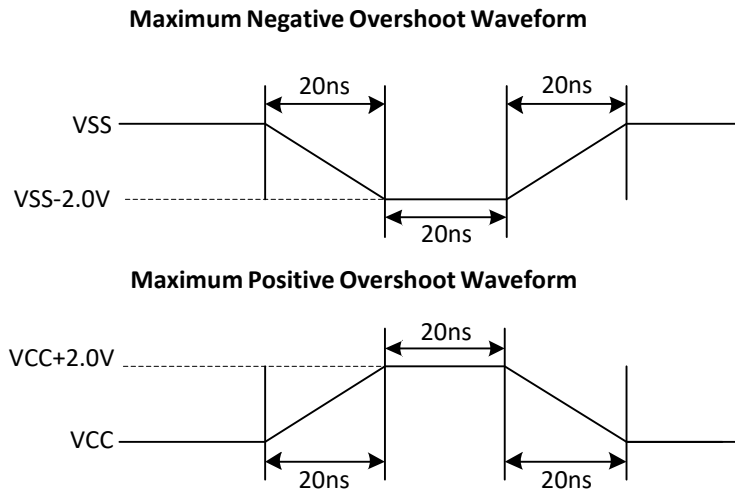 Maximum Negative Overshoot Waveform
20ns 20ns
VSS
VSS-2.0V
20ns
Maximum Positive Overshoot Waveform
20ns
VCC+2.0V
VCC
20ns 20ns